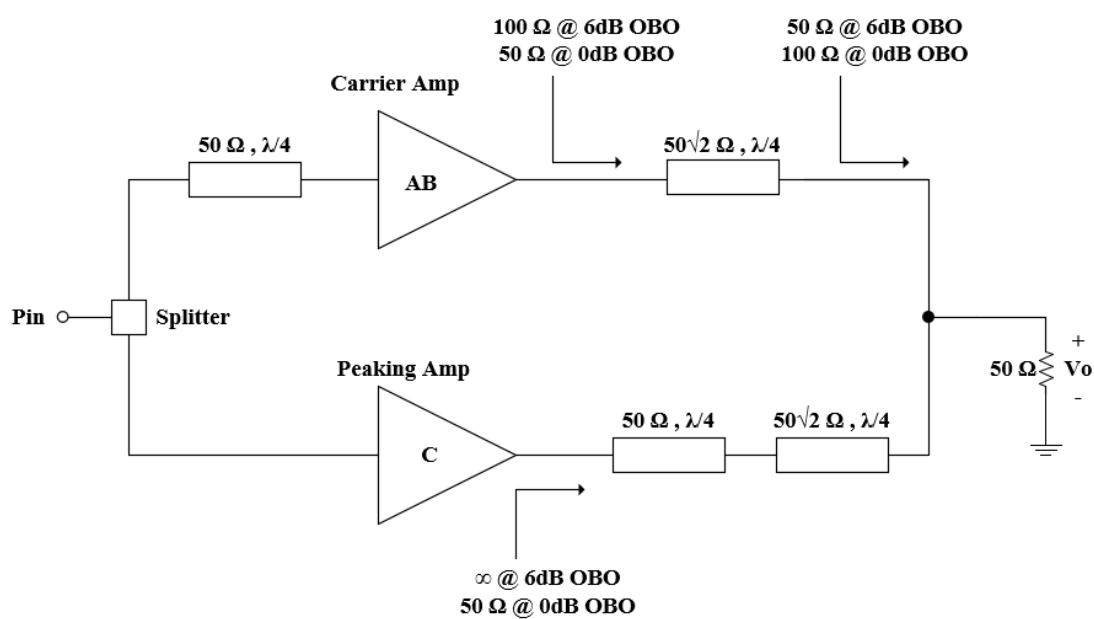 100 Ω @ 6dB OBO
50 Ω @ 0dB OBO
50 Ω @ 6dB OBO
100 Ω @ 0dB OBO
Carrier Amp
50 Ω , λ/4
50√2 Ω , λ/4
AB
Pin
Splitter
+
50 Ω
Vo
-
Peaking Amp
50 Ω , λ/4
50√2 Ω , λ/4
C
∞ @ 6dB OBO
50 Ω @ 0dB OBO